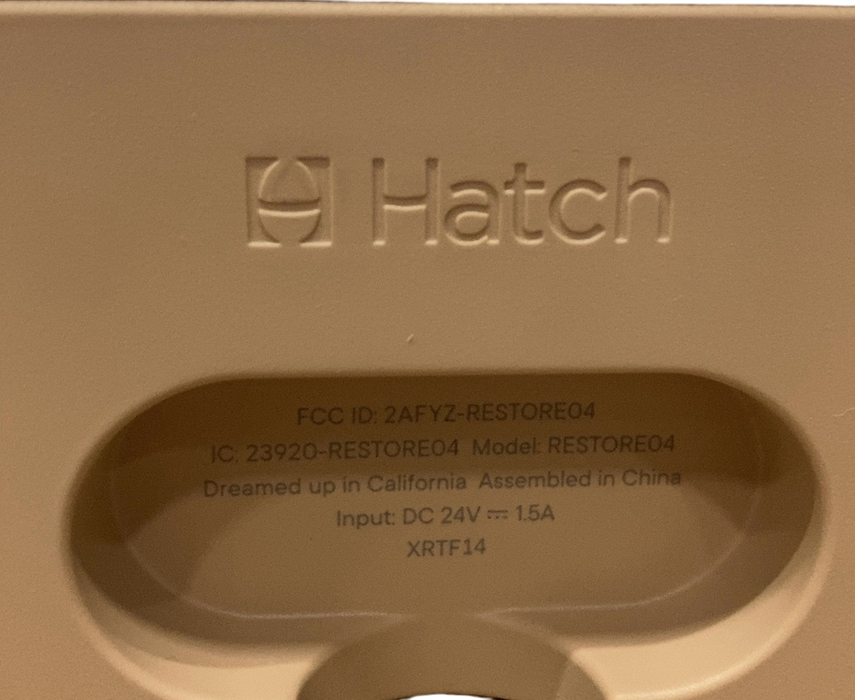 Hatch
FCC ID: 2AFYZ-RESTORE04
IC: 23920-RESTORE04 Model: RESTORE04
Dreamed up in California Assembled in China
Input: DC 24V ⎓ 1.5A
XRTF14